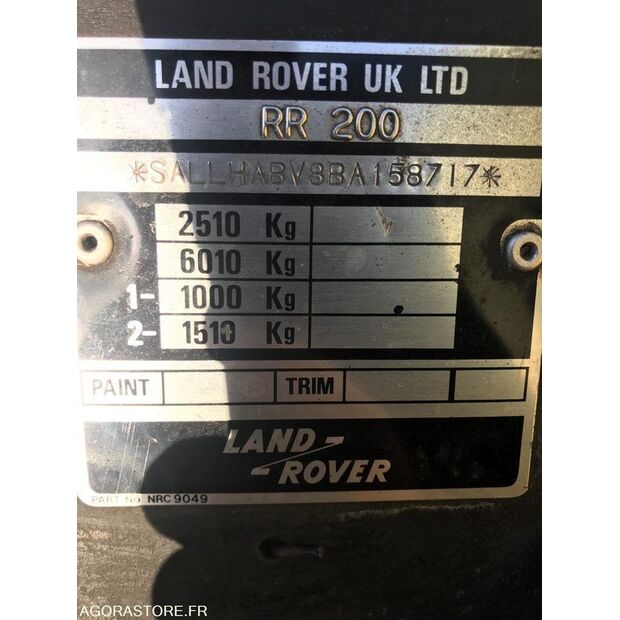 LAND ROVER UK LTD
RR 200
*SALLHABV8BA158717*
2510 Kg
6010 Kg
1- 1000 Kg
2- 1510 Kg
PAINT TRIM
LAND-
-ROVER
PART No NRC 9049
AGORASTORE.FR